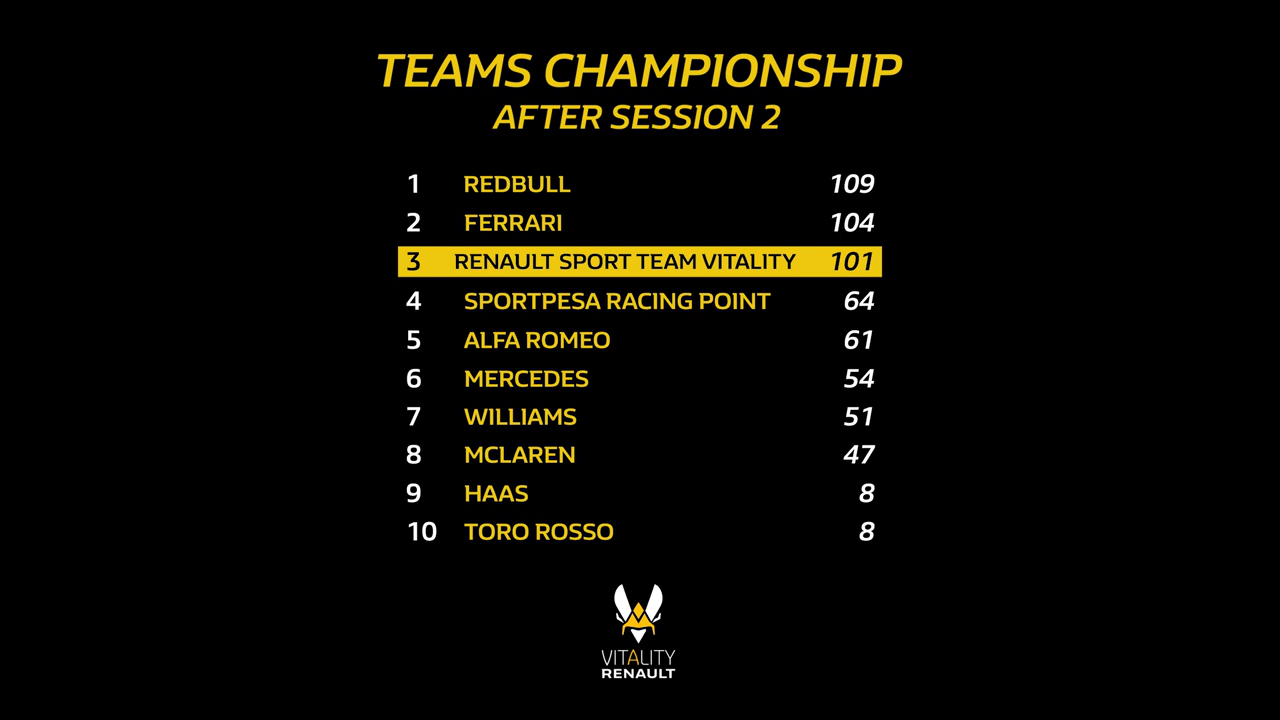 TEAMS CHAMPIONSHIP
AFTER SESSION 2
1 REDBULL 109
2 FERRARI 104
3 RENAULT SPORT TEAM VITALITY 101
4 SPORTPESA RACING POINT 64
5 ALFA ROMEO 61
6 MERCEDES 54
7 WILLIAMS 51
8 MCLAREN 47
9 HAAS 8
10 TORO ROSSO 8
VITALITY
RENAULT